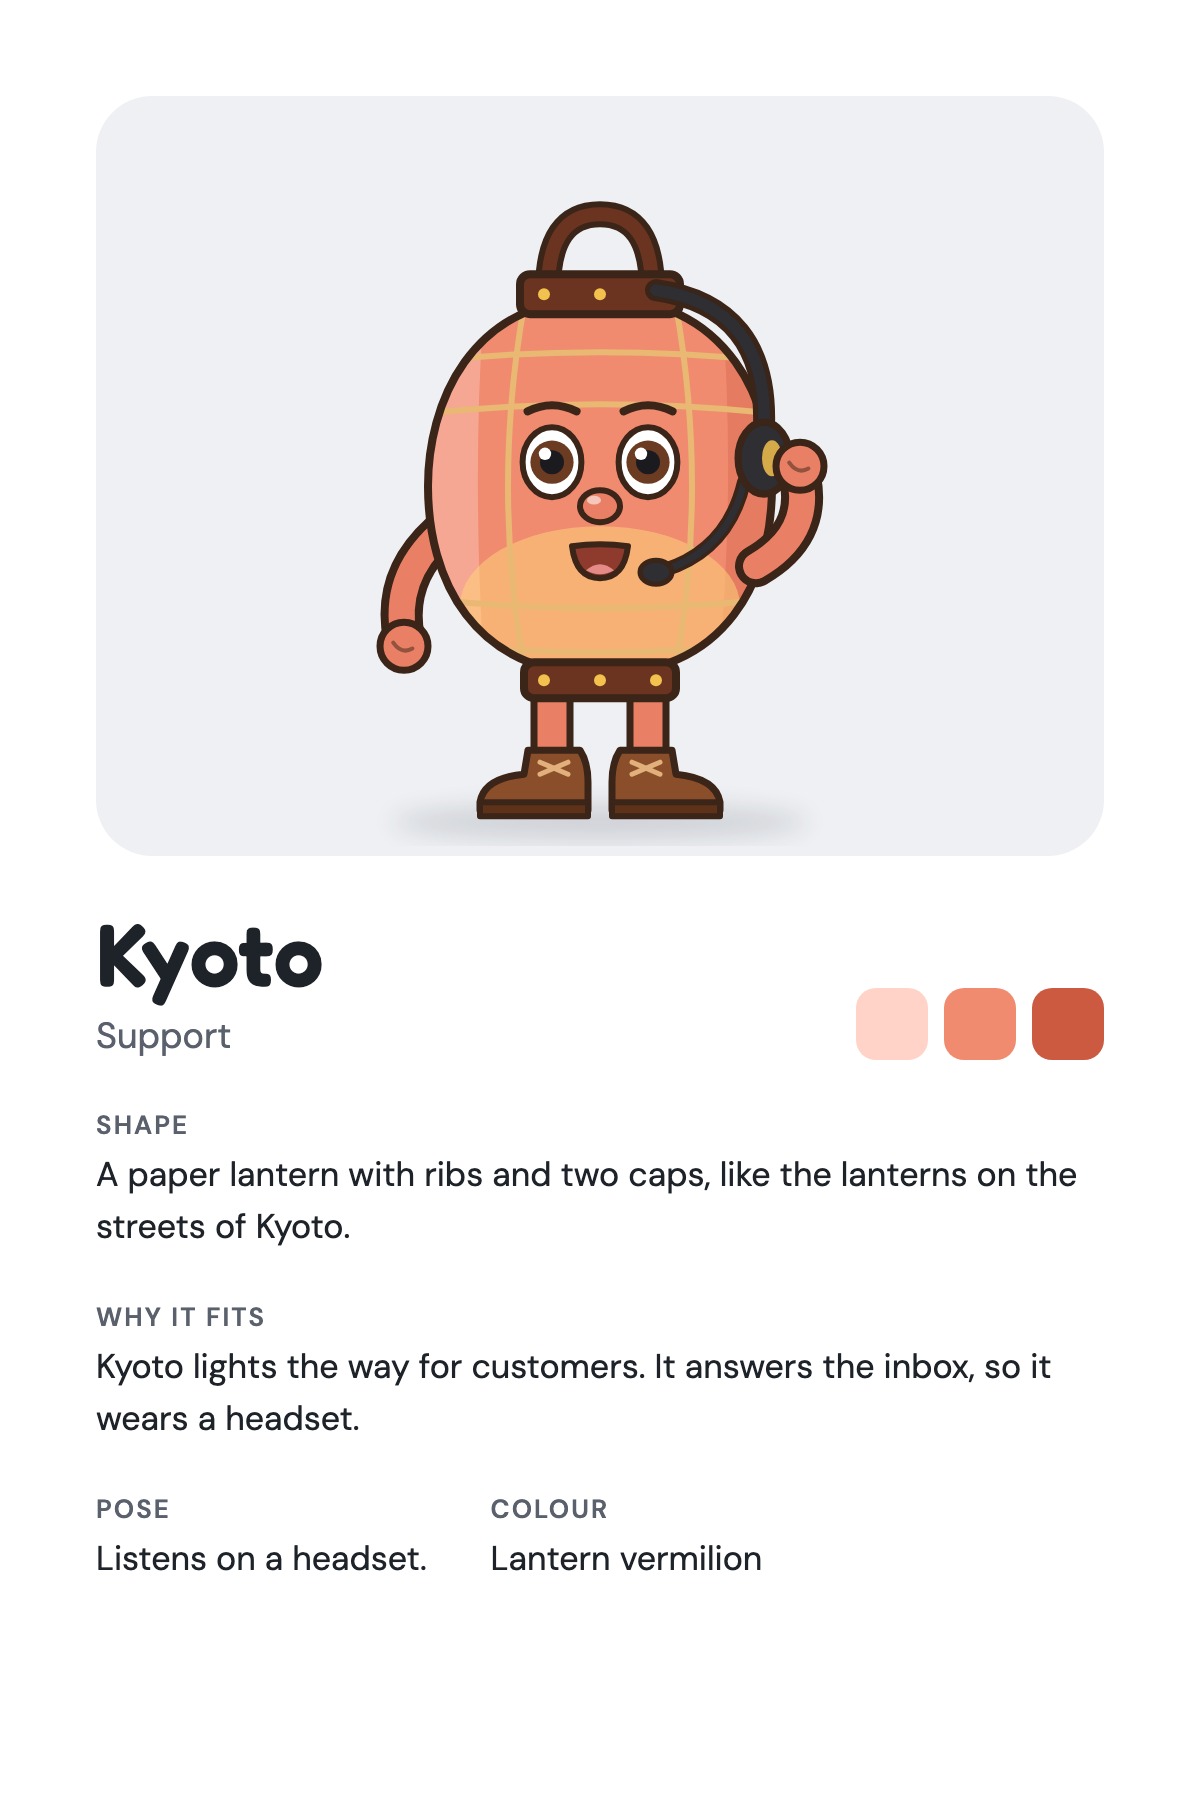 Kyoto
Support
SHAPE
A paper lantern with ribs and two caps, like the lanterns on the
streets of Kyoto.
WHY IT FITS
Kyoto lights the way for customers. It answers the inbox, so it
wears a headset.
POSE
Listens on a headset.
COLOUR
Lantern vermilion